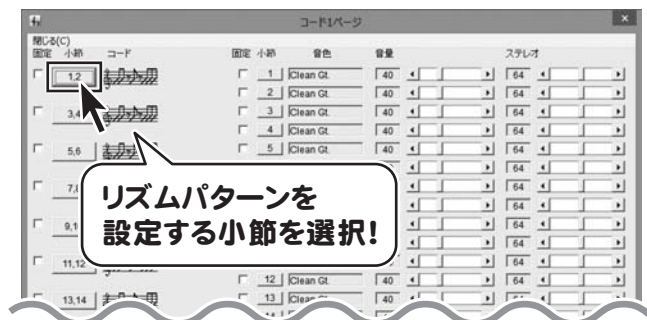 コード1ページ
閉じる(C)
固定 小節 コード 固定 小節 音色 音量 ステレオ
1,2 1 Clean Gt. 40 64
2 Clean Gt. 40 64
3,4 3 Clean Gt. 40 64
4 Clean Gt. 40 64
5,6 5 Clean Gt. 40 64
64
リズムパターンを
設定する小節を選択!
64
64
64
64
11,12 64
12 Clean Gt. 40 64
13,14 13 Clean Gt. 40